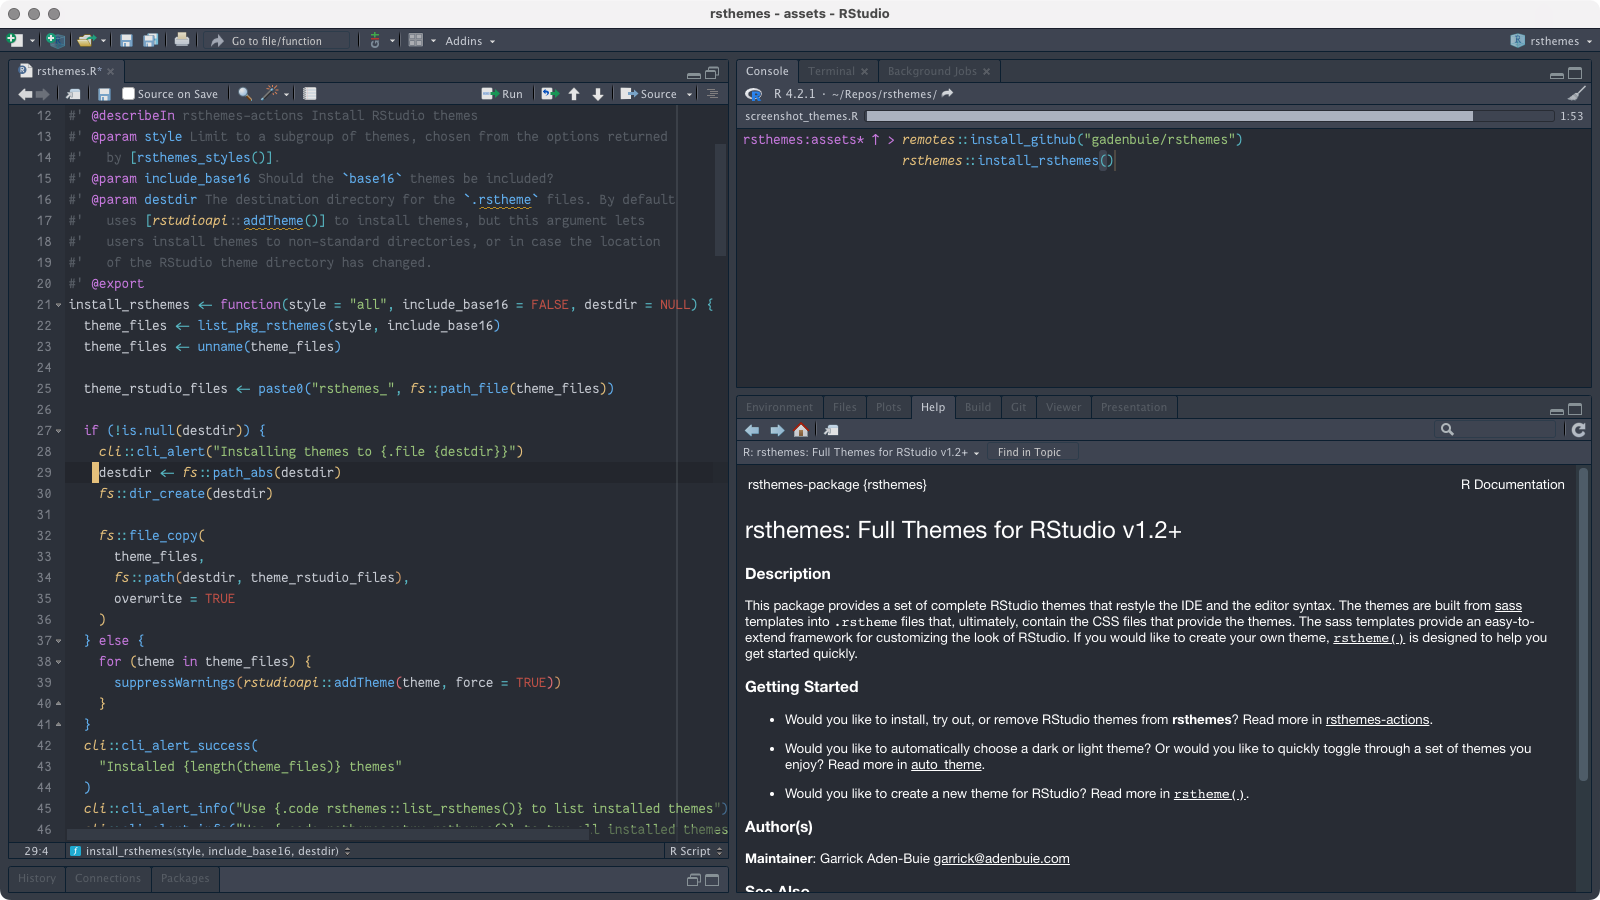 rsthemes - assets - RStudio
Go to file/function
Addins
rsthemes
rsthemes.R*
Source on Save
Run
Source
12 #' @describeIn rsthemes-actions Install RStudio themes
13 #' @param style Limit to a subgroup of themes, chosen from the options returned
14 #'   by [rsthemes_styles()].
15 #' @param include_base16 Should the `base16` themes be included?
16 #' @param destdir The destination directory for the `.rstheme` files. By default
17 #'   uses [rstudioapi::addTheme()] to install themes, but this argument lets
18 #'   users install themes to non-standard directories, or in case the location
19 #'   of the RStudio theme directory has changed.
20 #' @export
21 install_rsthemes <- function(style = "all", include_base16 = FALSE, destdir = NULL) {
22   theme_files <- list_pkg_rsthemes(style, include_base16)
23   theme_files <- unname(theme_files)
24
25   theme_rstudio_files <- paste0("rsthemes_", fs::path_file(theme_files))
26
27   if (!is.null(destdir)) {
28     cli::cli_alert("Installing themes to {.file {destdir}}")
29     destdir <- fs::path_abs(destdir)
30     fs::dir_create(destdir)
31
32     fs::file_copy(
33       theme_files,
34       fs::path(destdir, theme_rstudio_files),
35       overwrite = TRUE
36     )
37   } else {
38     for (theme in theme_files) {
39       suppressWarnings(rstudioapi::addTheme(theme, force = TRUE))
40     }
41   }
42   cli::cli_alert_success(
43     "Installed {length(theme_files)} themes"
44   )
45   cli::cli_alert_info("Use {.code rsthemes::list_rsthemes()} to list installed themes")
46 all installed themes
29:4
install_rsthemes(style, include_base16, destdir)
R Script
History Connections Packages
Console Terminal Background Jobs
R 4.2.1 · ~/Repos/rsthemes/
screenshot_themes.R 1:53
rsthemes:assets* ↑ > remotes::install_github("gadenbuie/rsthemes")
rsthemes::install_rsthemes()
Environment Files Plots Help Build Git Viewer Presentation
R: rsthemes: Full Themes for RStudio v1.2+ Find in Topic
rsthemes-package {rsthemes} R Documentation
rsthemes: Full Themes for RStudio v1.2+
Description
This package provides a set of complete RStudio themes that restyle the IDE and the editor syntax. The themes are built from sass
templates into .rstheme files that, ultimately, contain the CSS files that provide the themes. The sass templates provide an easy-to-
extend framework for customizing the look of RStudio. If you would like to create your own theme, rstheme() is designed to help you
get started quickly.
Getting Started
• Would you like to install, try out, or remove RStudio themes from rsthemes? Read more in rsthemes-actions.
• Would you like to automatically choose a dark or light theme? Or would you like to quickly toggle through a set of themes you
enjoy? Read more in auto_theme.
• Would you like to create a new theme for RStudio? Read more in rstheme().
Author(s)
Maintainer: Garrick Aden-Buie garrick@adenbuie.com
See Also